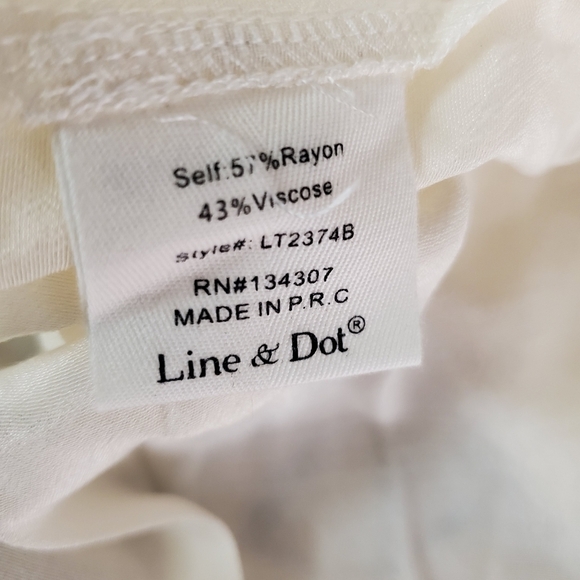 Self:57%Rayon
43%Viscose
Style#: LT2374B
RN#134307
MADE IN P.R.C
Line & Dot®